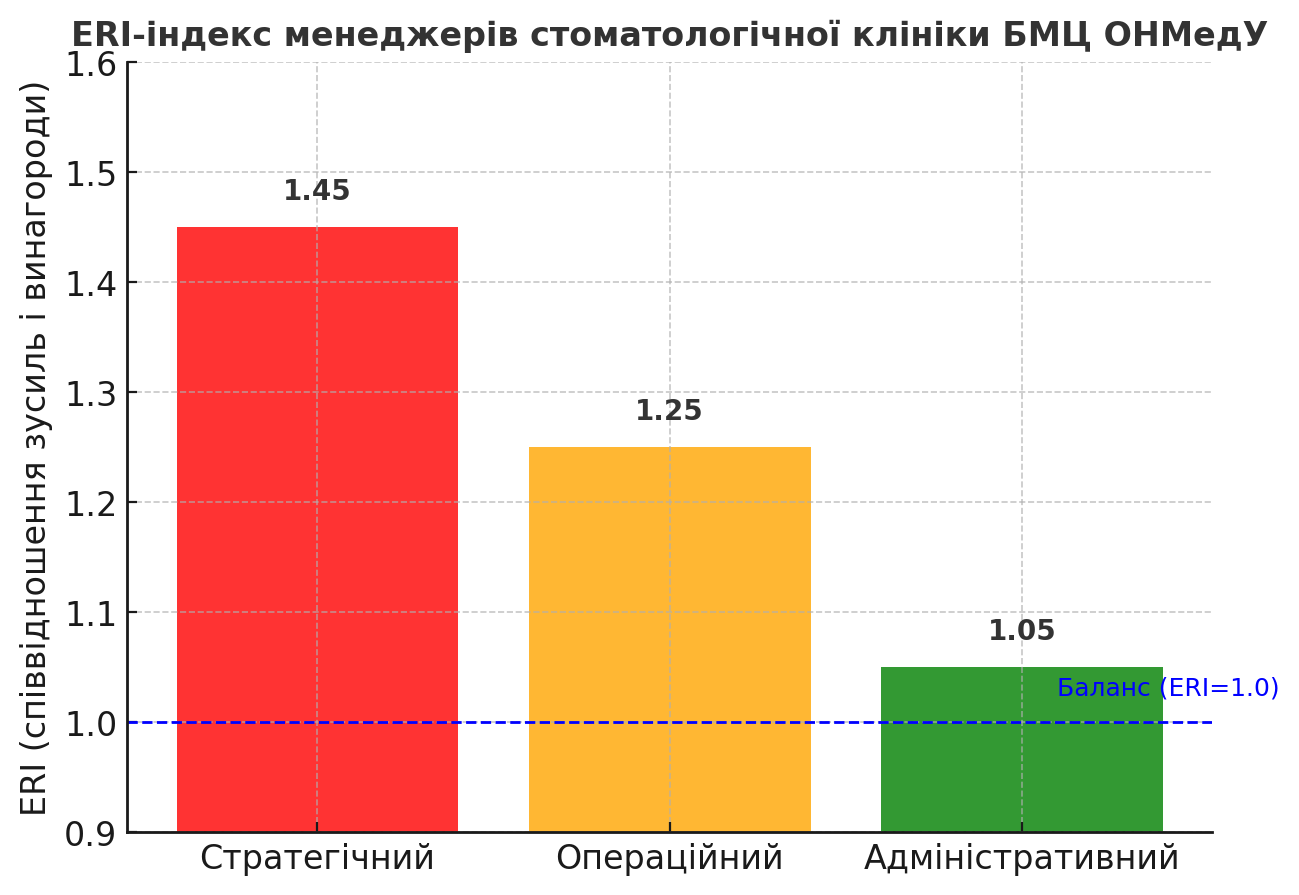 ERI-індекс менеджерів стоматологічної клініки БМЦ ОНМедУ
ERI (співвідношення зусиль і винагороди)
1.6
1.5
1.4
1.3
1.2
1.1
1.0
0.9
1.45
1.25
1.05
Баланс (ERI=1.0)
Стратегічний
Операційний
Адміністративний